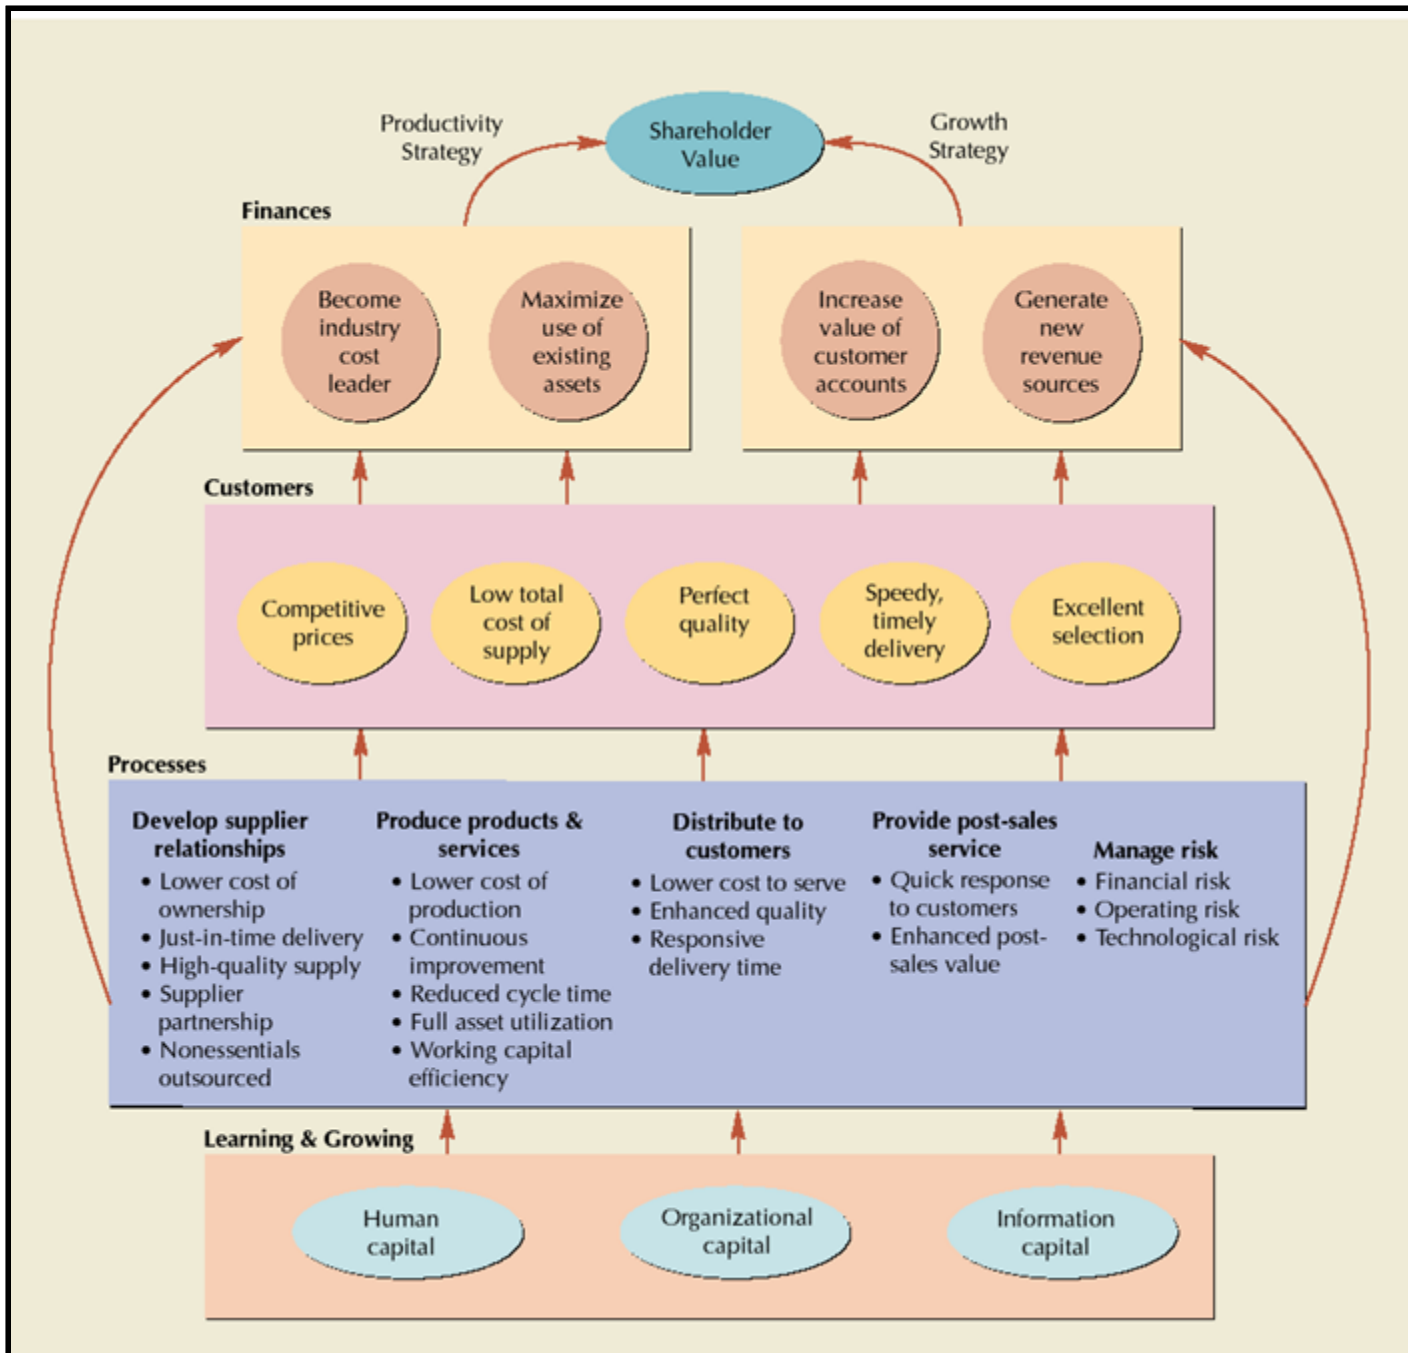 Productivity
Strategy
Shareholder
Value
Growth
Strategy
Finances
Become
industry
cost
leader
Maximize
use of
existing
assets
Increase
value of
customer
accounts
Generate
new
revenue
sources
Customers
Competitive
prices
Low total
cost of
supply
Perfect
quality
Speedy,
timely
delivery
Excellent
selection
Processes
Develop supplier
relationships
• Lower cost of
ownership
• Just-in-time delivery
• High-quality supply
• Supplier
partnership
• Nonessentials
outsourced
Produce products &
services
• Lower cost of
production
• Continuous
improvement
• Reduced cycle time
• Full asset utilization
• Working capital
efficiency
Distribute to
customers
• Lower cost to serve
• Enhanced quality
• Responsive
delivery time
Provide post-sales
service
• Quick response
to customers
• Enhanced post-
sales value
Manage risk
• Financial risk
• Operating risk
• Technological risk
Learning & Growing
Human
capital
Organizational
capital
Information
capital